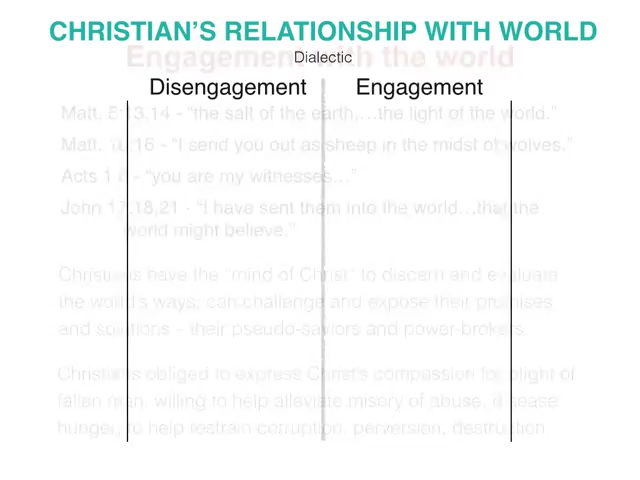 CHRISTIAN'S RELATIONSHIP WITH WORLD
Engagement with the world
Dialectic
Disengagement Engagement
Matt. 5:13,14 - “the salt of the earth,…the light of the world.”
Matt. 10:16 - “I send you out as sheep in the midst of wolves.”
Acts 1:8 - “you are my witnesses…”
John 17:18,21 - “I have sent them into the world…that the
world might believe.”
Christians have the “mind of Christ” to discern and evaluate
the world's ways; can challenge and expose their promises
and solutions – their pseudo-saviors and power-brokers.
Christians obliged to express Christ's compassion for plight of
fallen man, willing to help alleviate misery of abuse, disease
hunger, to help restrain corruption, perversion, destruction